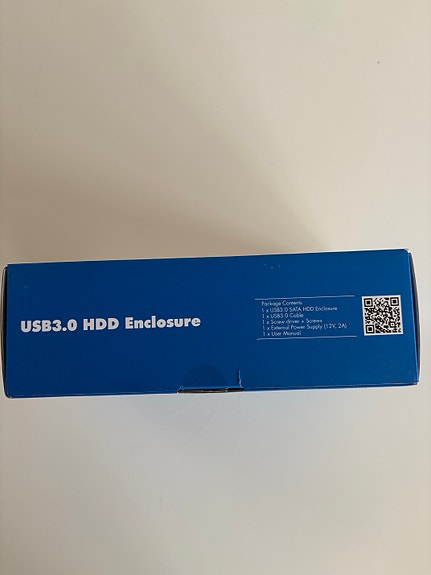 USB3.0 HDD Enclosure
Package Contents
1 x USB3.0 SATA HDD Enclosure
1 x USB3.0 Cable
1 x Screw driver + Screws
1 x External Power Supply (12V, 2A)
1 x User Manual